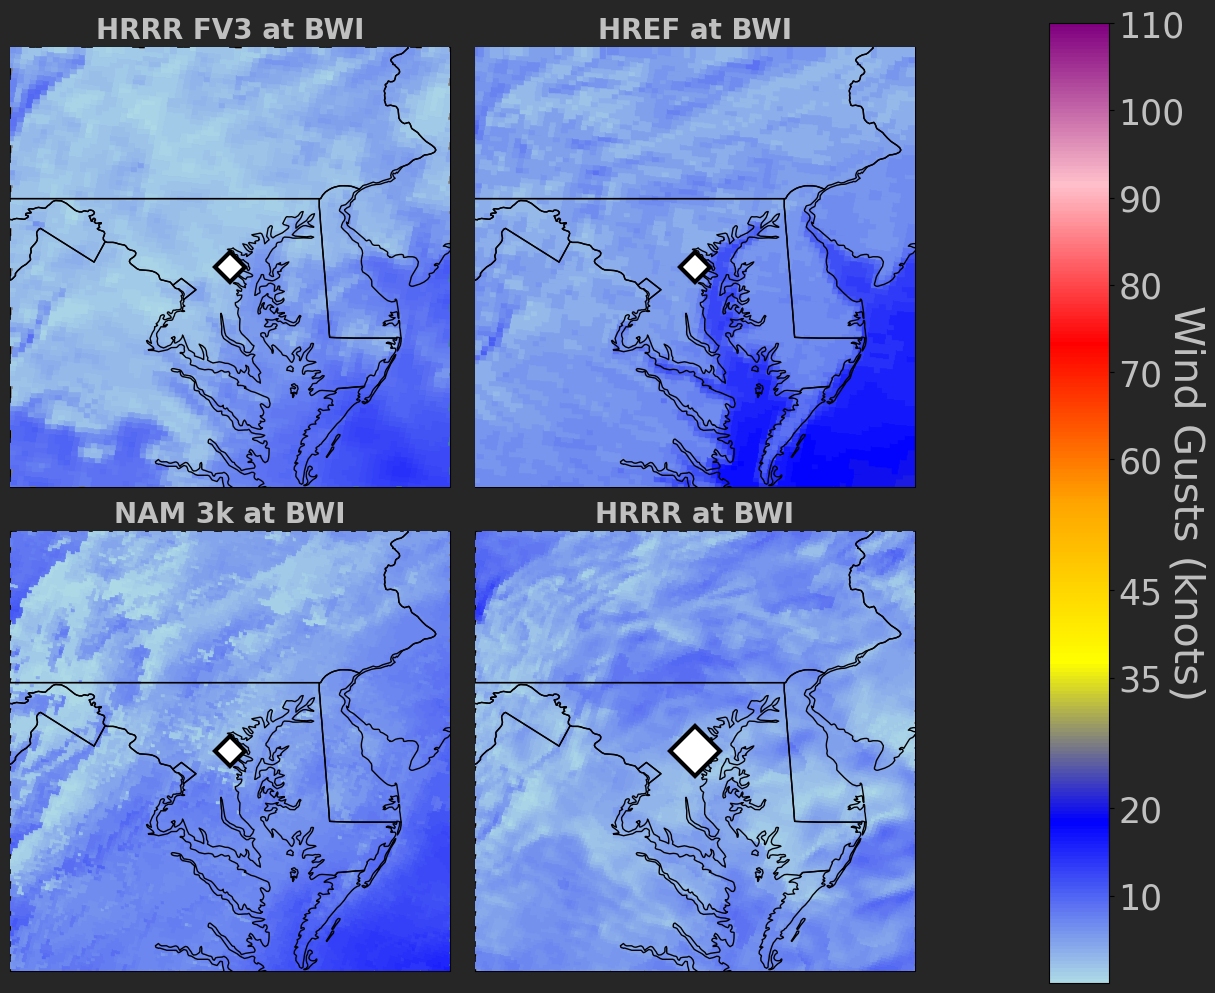 HRRR FV3 at BWI
HREF at BWI
NAM 3k at BWI
HRRR at BWI
110
100
90
80
70
60
45
35
20
10
Wind Gusts (knots)